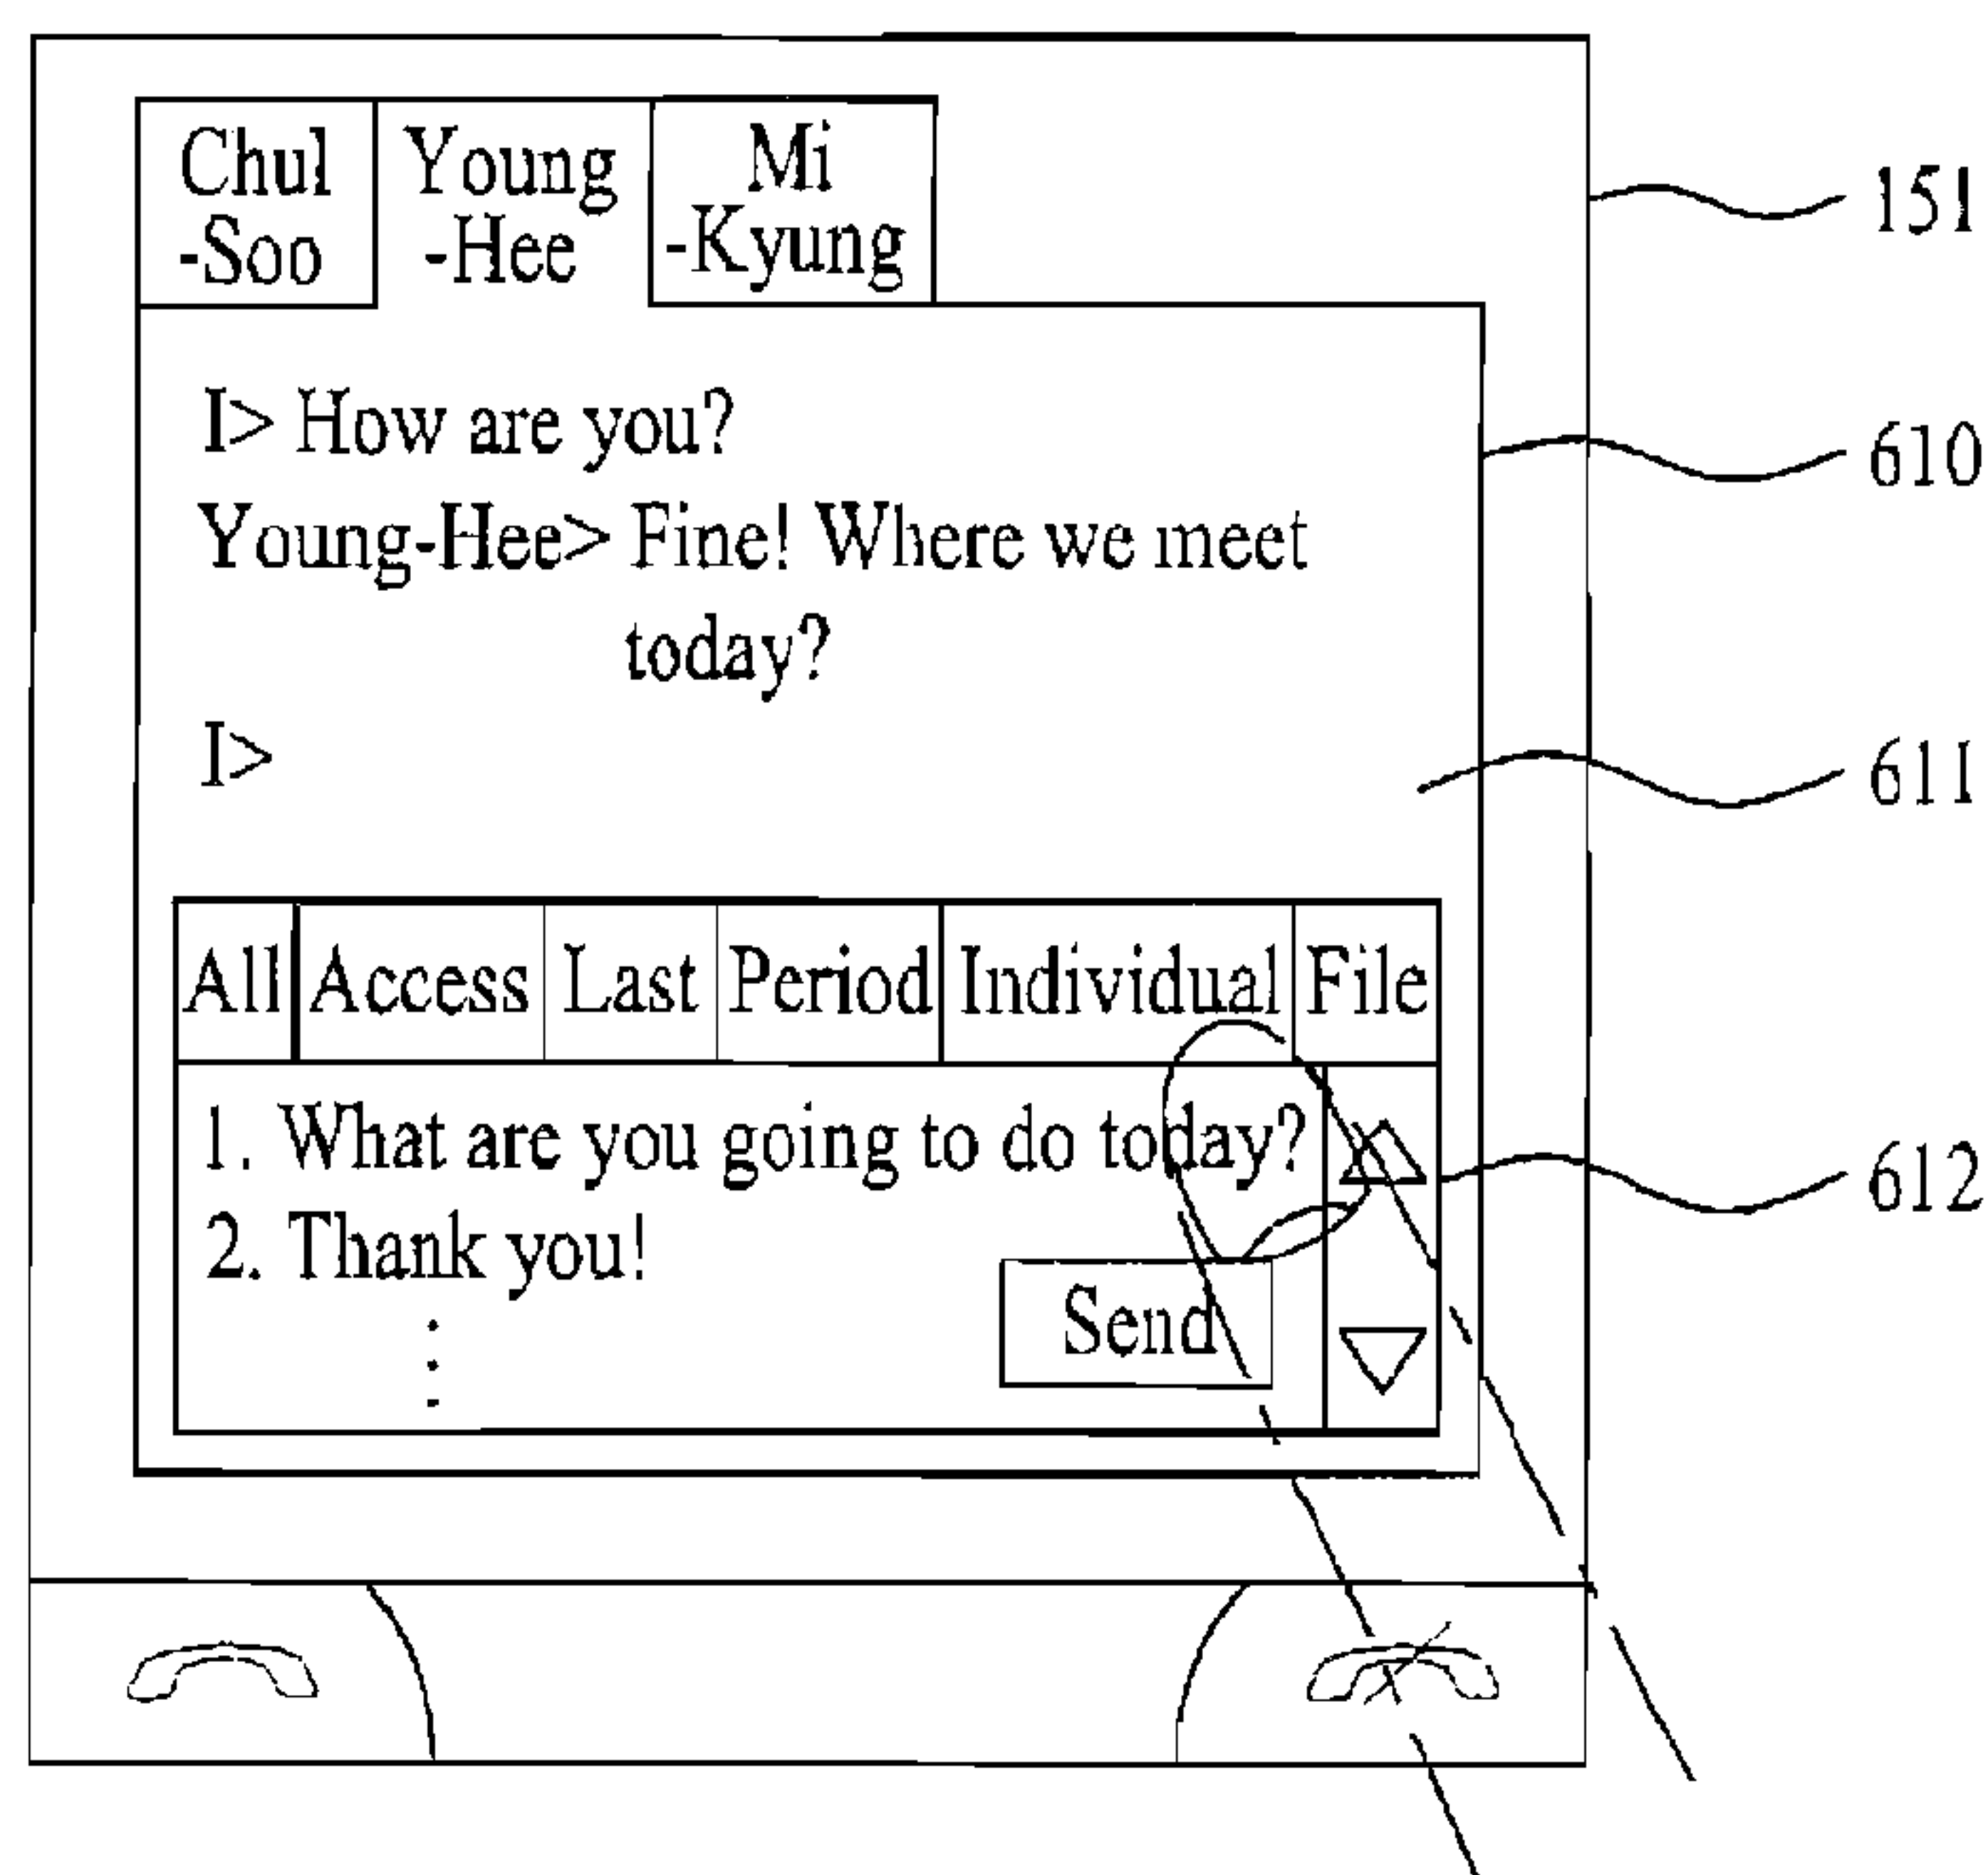 Chul
-Soo
Young
-Hee
Mi
-Kyung
151
I> How are you?
610
Young-Hee> Fine! Where we meet
today?
I>
611
All Access Last Period Individual File
1. What are you going to do today?
612
2. Thank you!
Send